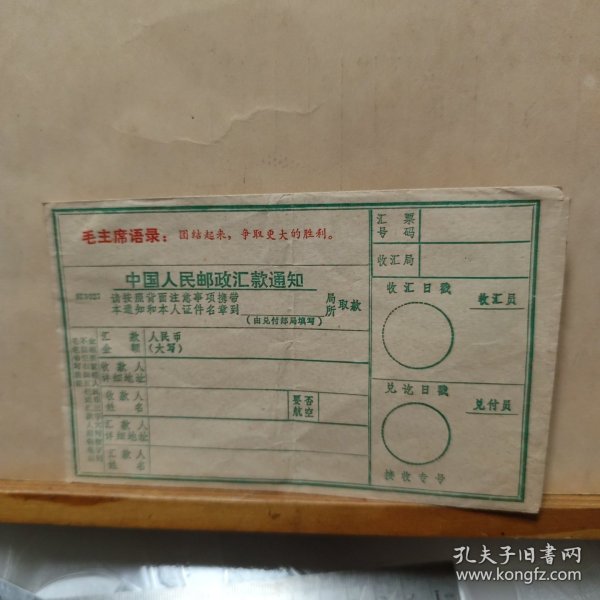 毛主席语录：团结起来，争取更大的胜利。
中国人民邮政汇款通知
请按照背面注意事项携带
本通知和本人证件名章到
局
所
取款
(由兑付邮局填写)
汇款
金额
人民币
(大写)
收款人
详细地址
收款人
姓名
要否
航空
汇款人
详细地址
汇款人
姓名
汇票
号码
收汇局
收汇日戳
收汇员
兑讫日戳
兑付员
接收专号
孔夫子旧书网
www.kongfz.com